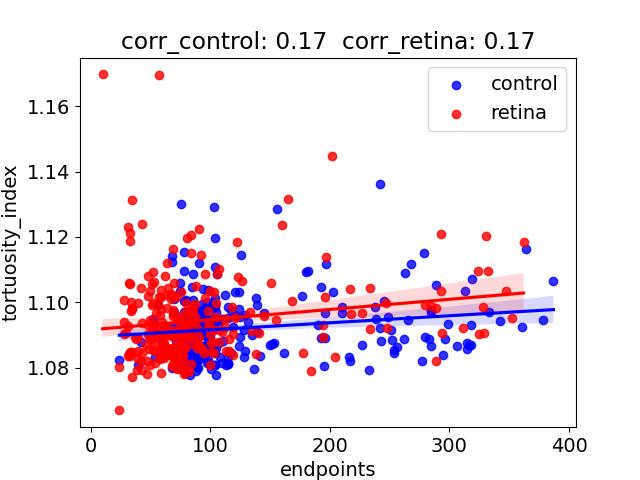 corr_control: 0.17  corr_retina: 0.17
control
retina
tortuosity_index
1.16
1.14
1.12
1.10
1.08
0
100
200
300
400
endpoints